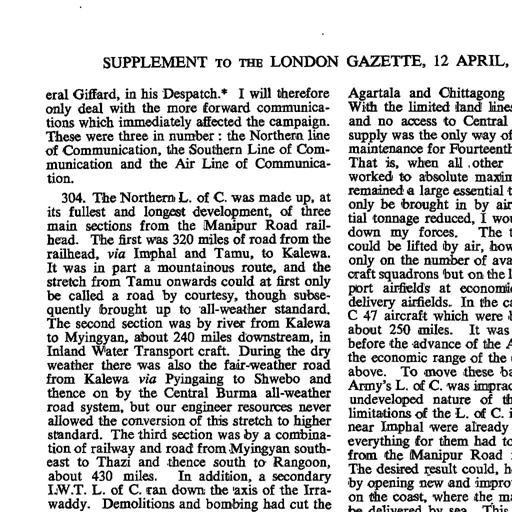 SUPPLEMENT TO THE LONDON GAZETTE, 12 APRIL,
eral Giffard, in his Despatch.* I will therefore
only deal with the more forward communica-
tions which immediately affected the campaign.
These were three in number : the Northern line
of Communication, the Southern Line of Com-
munication and the Air Line of Communica-
tion.
304. The Northern L. of C. was made up, at
its fullest and longest development, of three
main sections from the Manipur Road rail-
head. The first was 320 miles of road from the
railhead, via Imphal and Tamu, to Kalewa.
It was in part a mountainous route, and the
stretch from Tamu onwards could at first only
be called a road by courtesy, though subse-
quently brought up to all-weather standard.
The second section was by river from Kalewa
to Myingyan, about 240 miles downstream, in
Inland Water Transport craft. During the dry
weather there was also the fair-weather road
from Kalewa via Pyingaing to Shwebo and
thence on by the Central Burma all-weather
road system, but our engineer resources never
allowed the conversion of this stretch to higher
standard. The third section was by a combina-
tion of railway and road from Myingyan south-
east to Thazi and thence south to Rangoon,
about 430 miles. In addition, a secondary
I.W.T. L. of C. ran down the axis of the Irra-
waddy. Demolitions and bombing had cut the
Agartala and Chittagong
With the limited land lines
and no access to Central
supply was the only way of
maintenance for Fourteenth
That is, when all other
worked to absolute maxim
remained a large essential t
only be brought in by air
tial tonnage reduced, I wou
down my forces. The t
could be lifted by air, how
only on the number of ava
craft squadrons but on the l
port airfields at economi
delivery airfields. In the ca
C 47 aircraft which were
about 250 miles. It was
before the advance of the A
the economic range of the
above. To move these ba
Army's L. of C. was imprac
undeveloped nature of th
limitations of the L. of C. i
near Imphal were already
everything for them had to
from the Manipur Road
The desired result could, h
by opening new and improv
on the coast, where the ma
be delivered by sea. This